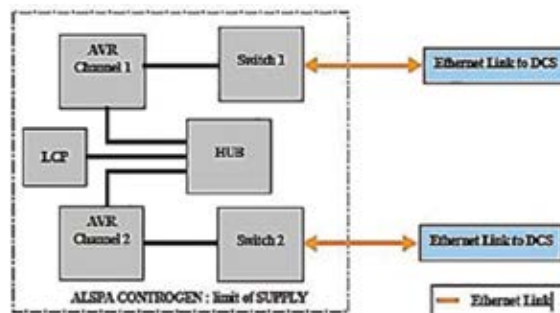 AVR
Channel 1
Switch 1
Ethernet Link to DCS
LCP
HUB
AVR
Channel 2
Switch 2
Ethernet Link to DCS
ALSPA CONTROGEN : limit of SUPPLY
Ethernet Link